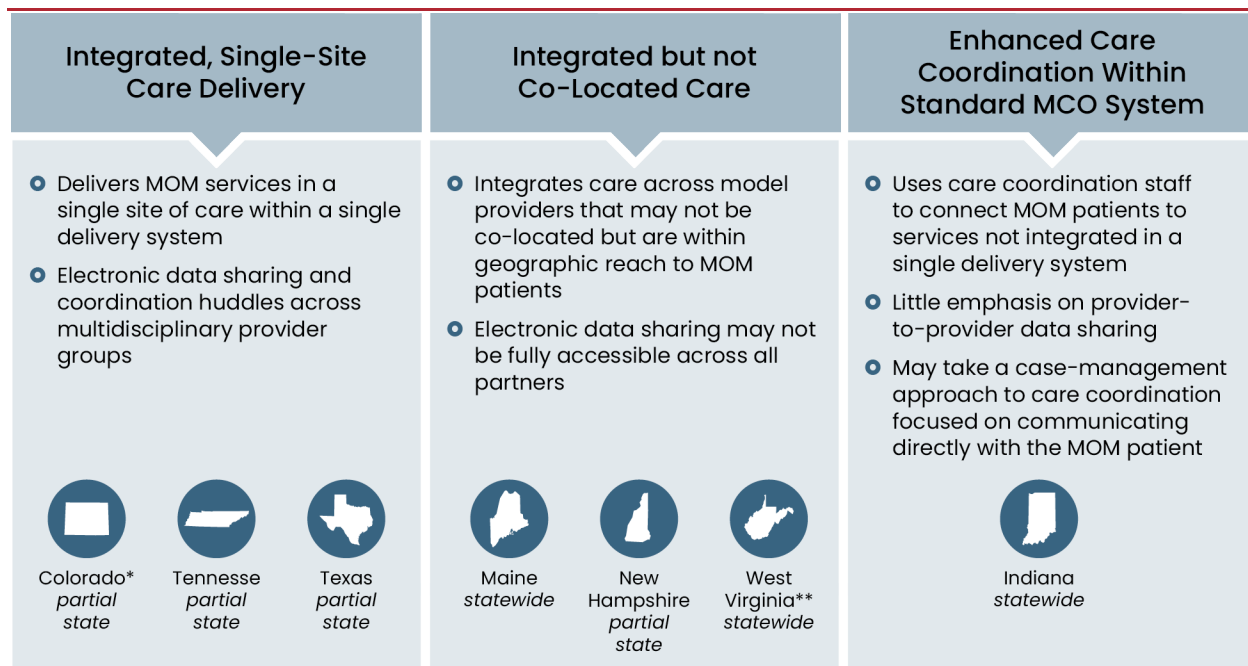 Integrated, Single-Site
Care Delivery
Delivers MOM services in a
single site of care within a single
delivery system
Electronic data sharing and
coordination huddles across
multidisciplinary provider
groups
Colorado*
partial
state
Tennesse
partial
state
Texas
partial
state
Integrated but not
Co-Located Care
Integrates care across model
providers that may not be
co-located but are within
geographic reach to MOM
patients
Electronic data sharing may not
be fully accessible across all
partners
Maine
statewide
New
Hampshire
partial
state
West
Virginia**
statewide
Enhanced Care
Coordination Within
Standard MCO System
Uses care coordination staff
to connect MOM patients to
services not integrated in a
single delivery system
Little emphasis on provider-
to-provider data sharing
May take a case-management
approach to care coordination
focused on communicating
directly with the MOM patient
Indiana
statewide